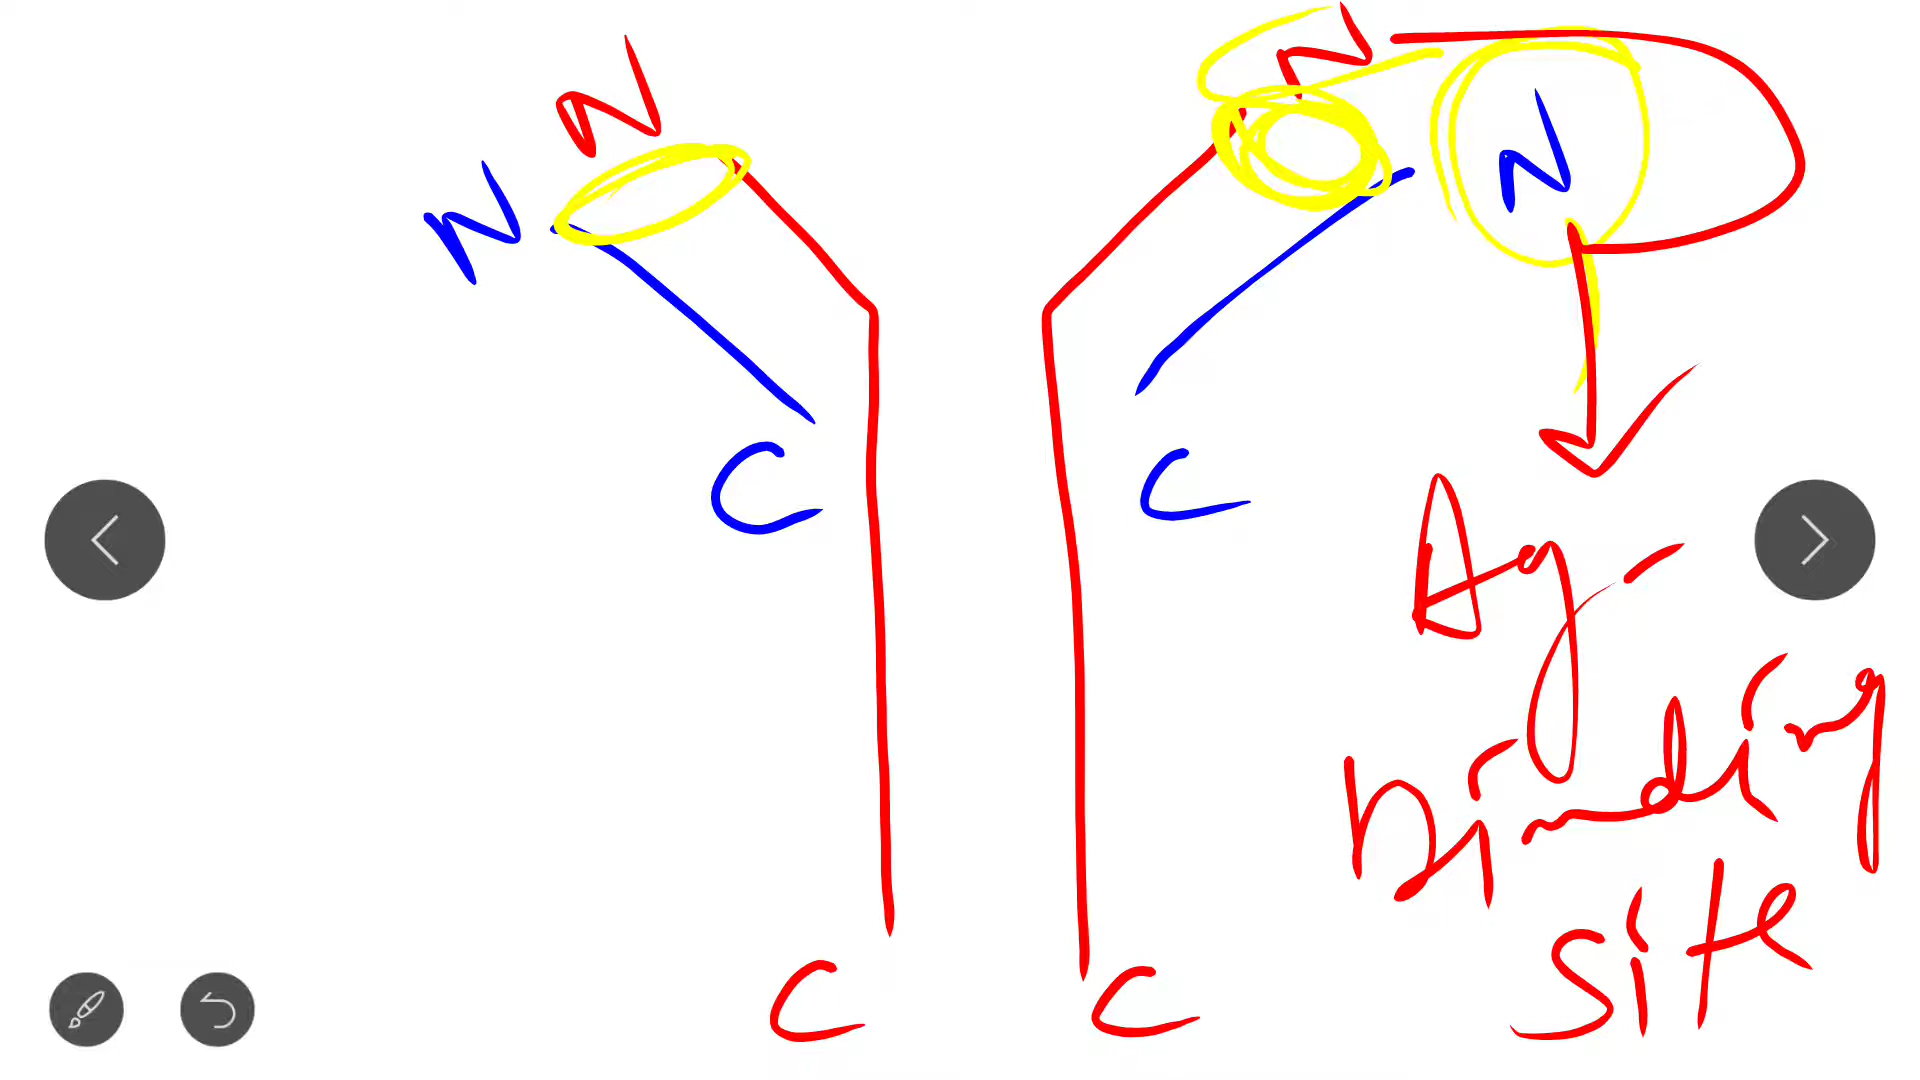 N N
N N
C C
Ag-
binding
site
C C